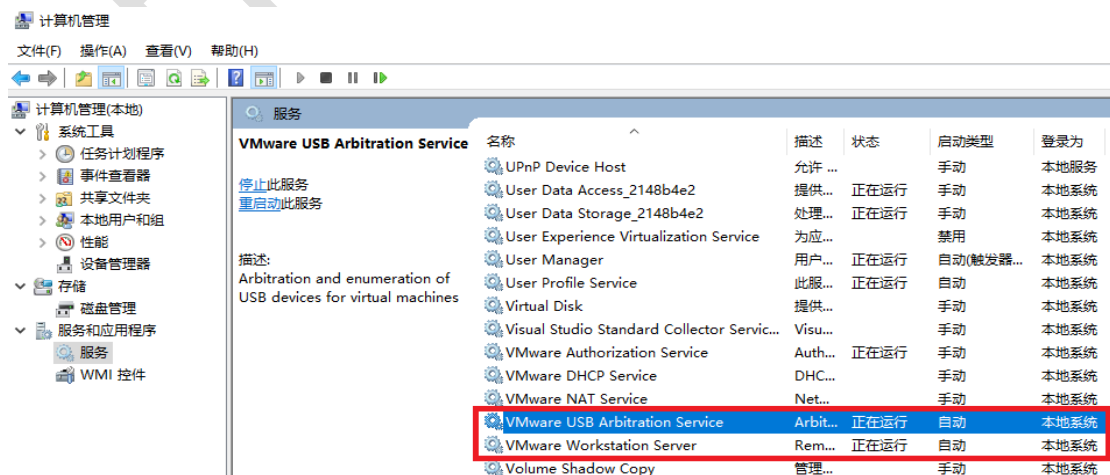 计算机管理
文件(F) 操作(A) 查看(V) 帮助(H)
计算机管理(本地)
系统工具
任务计划程序
事件查看器
共享文件夹
本地用户和组
性能
设备管理器
存储
磁盘管理
服务和应用程序
服务
WMI 控件
服务
VMware USB Arbitration Service
停止此服务
重启动此服务
描述:
Arbitration and enumeration of
USB devices for virtual machines
名称 描述 状态 启动类型 登录为
UPnP Device Host 允许 ... 手动 本地服务
User Data Access_2148b4e2 提供... 正在运行 手动 本地系统
User Data Storage_2148b4e2 处理... 正在运行 手动 本地系统
User Experience Virtualization Service 为应... 禁用 本地系统
User Manager 用户... 正在运行 自动(触发器... 本地系统
User Profile Service 此服... 正在运行 自动 本地系统
Virtual Disk 提供... 手动 本地系统
Visual Studio Standard Collector Servic... Visu... 手动 本地系统
VMware Authorization Service Auth... 正在运行 手动 本地系统
VMware DHCP Service DHC... 手动 本地系统
VMware NAT Service Net... 手动 本地系统
VMware USB Arbitration Service Arbit... 正在运行 自动 本地系统
VMware Workstation Server Rem... 正在运行 自动 本地系统
Volume Shadow Copy 管理... 手动 本地系统